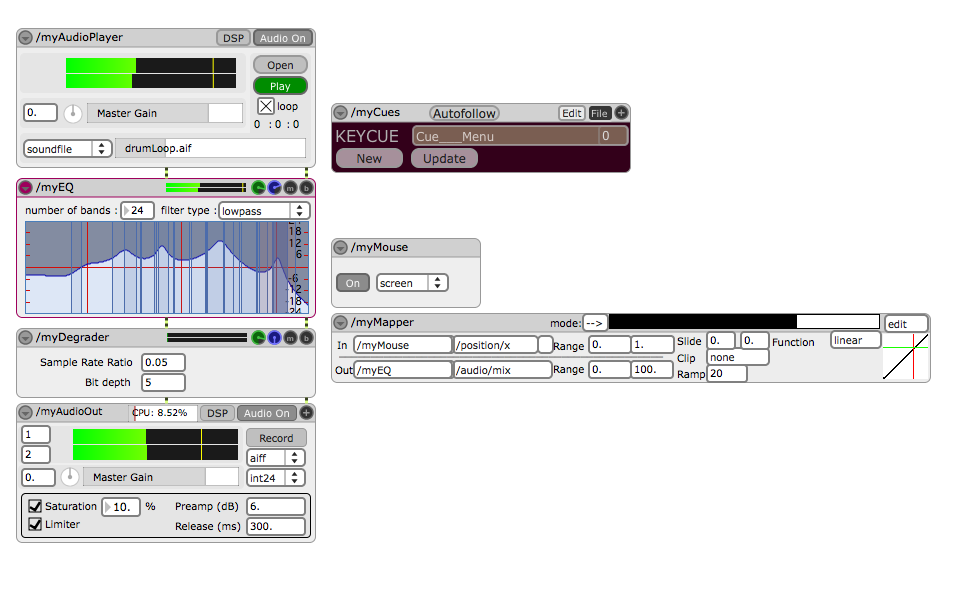 /myAudioPlayer DSP Audio On
Open
Play
loop
0 : 0 : 0
0. Master Gain
soundfile drumLoop.aif
/myEQ m b
number of bands : 24 filter type : lowpass
18
12
6
-6
-12
-18
-24
/myDegrader m b
Sample Rate Ratio 0.05
Bit depth 5
/myAudioOut CPU: 8.52% DSP Audio On +
1
2
Record
aiff
0. Master Gain int24
Saturation 10. % Preamp (dB) 6.
Limiter Release (ms) 300.
/myCues Autofollow Edit File +
KEYCUE Cue___Menu 0
New Update
/myMouse
On screen
/myMapper mode: --> edit
In /myMouse /position/x Range 0. 1. Slide 0. 0. Function linear
Clip none
Out /myEQ /audio/mix Range 0. 100. Ramp 20